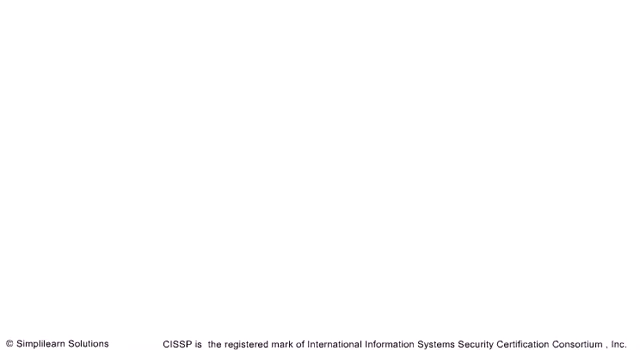 © Simplilearn Solutions CISSP is the registered mark of International Information Systems Security Certification Consortium , Inc.